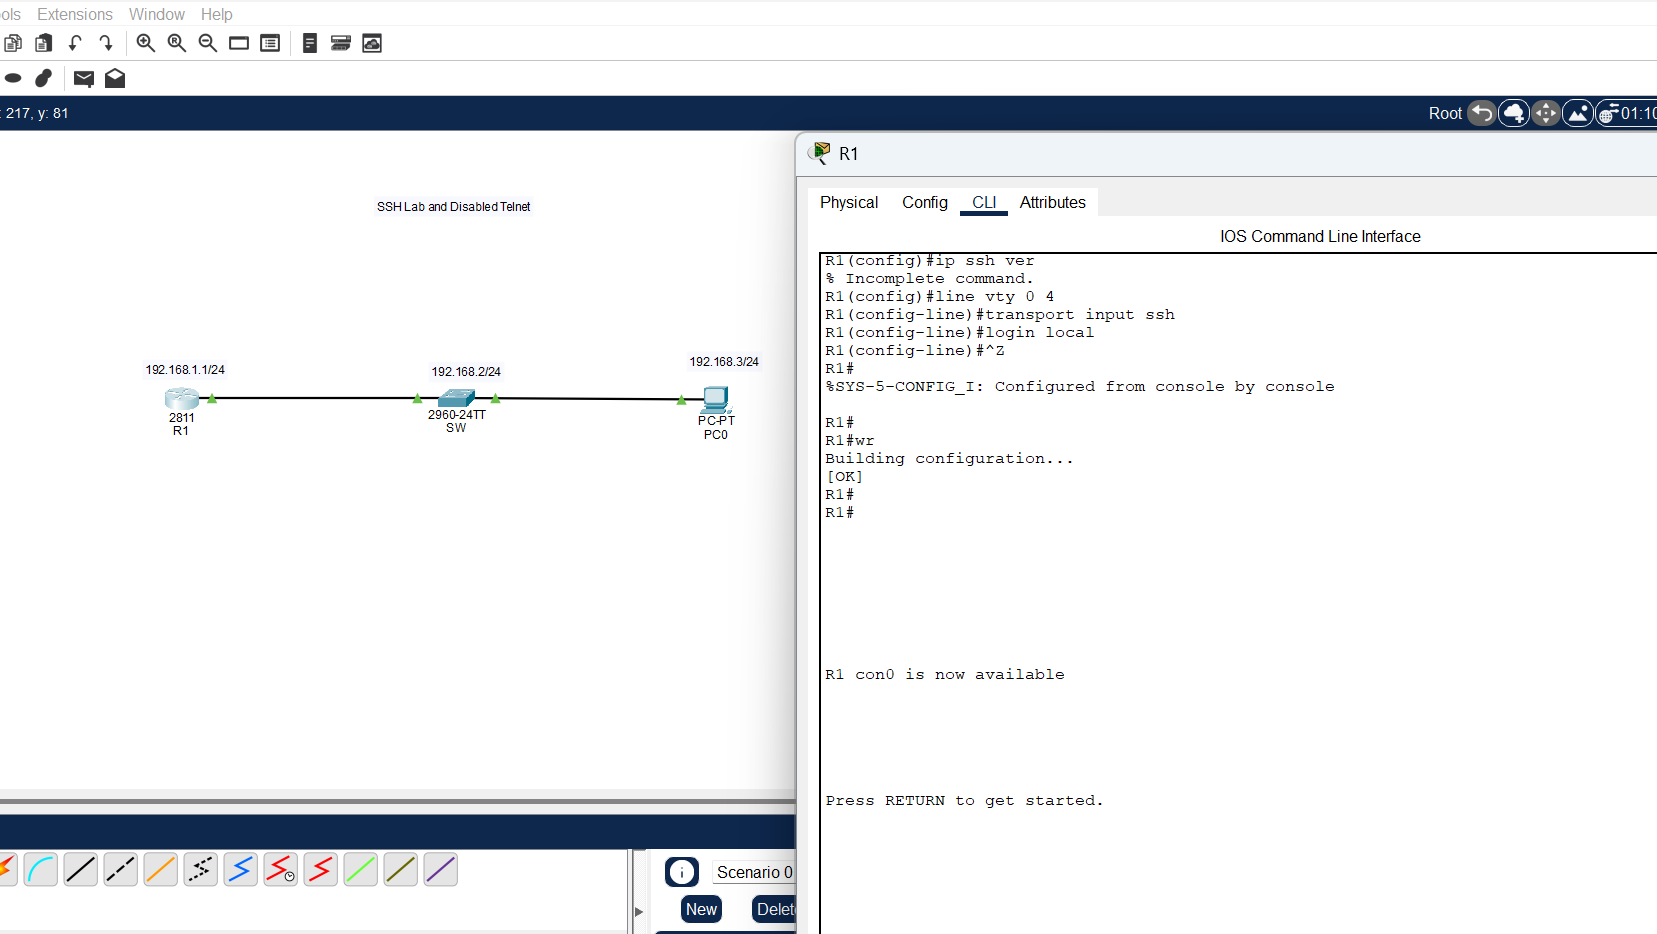 ols Extensions Window Help
: 217, y: 81
Root
01:10
SSH Lab and Disabled Telnet
192.168.1.1/24
192.168.2/24
192.168.3/24
2811
R1
2960-24TT
SW
PC-PT
PC0
R1
Physical Config CLI Attributes
IOS Command Line Interface
R1(config)#ip ssh ver
% Incomplete command.
R1(config)#line vty 0 4
R1(config-line)#transport input ssh
R1(config-line)#login local
R1(config-line)#^Z
R1#
%SYS-5-CONFIG_I: Configured from console by console
R1#
R1#wr
Building configuration...
[OK]
R1#
R1#
R1 con0 is now available
Press RETURN to get started.
Scenario 0
New
Delet